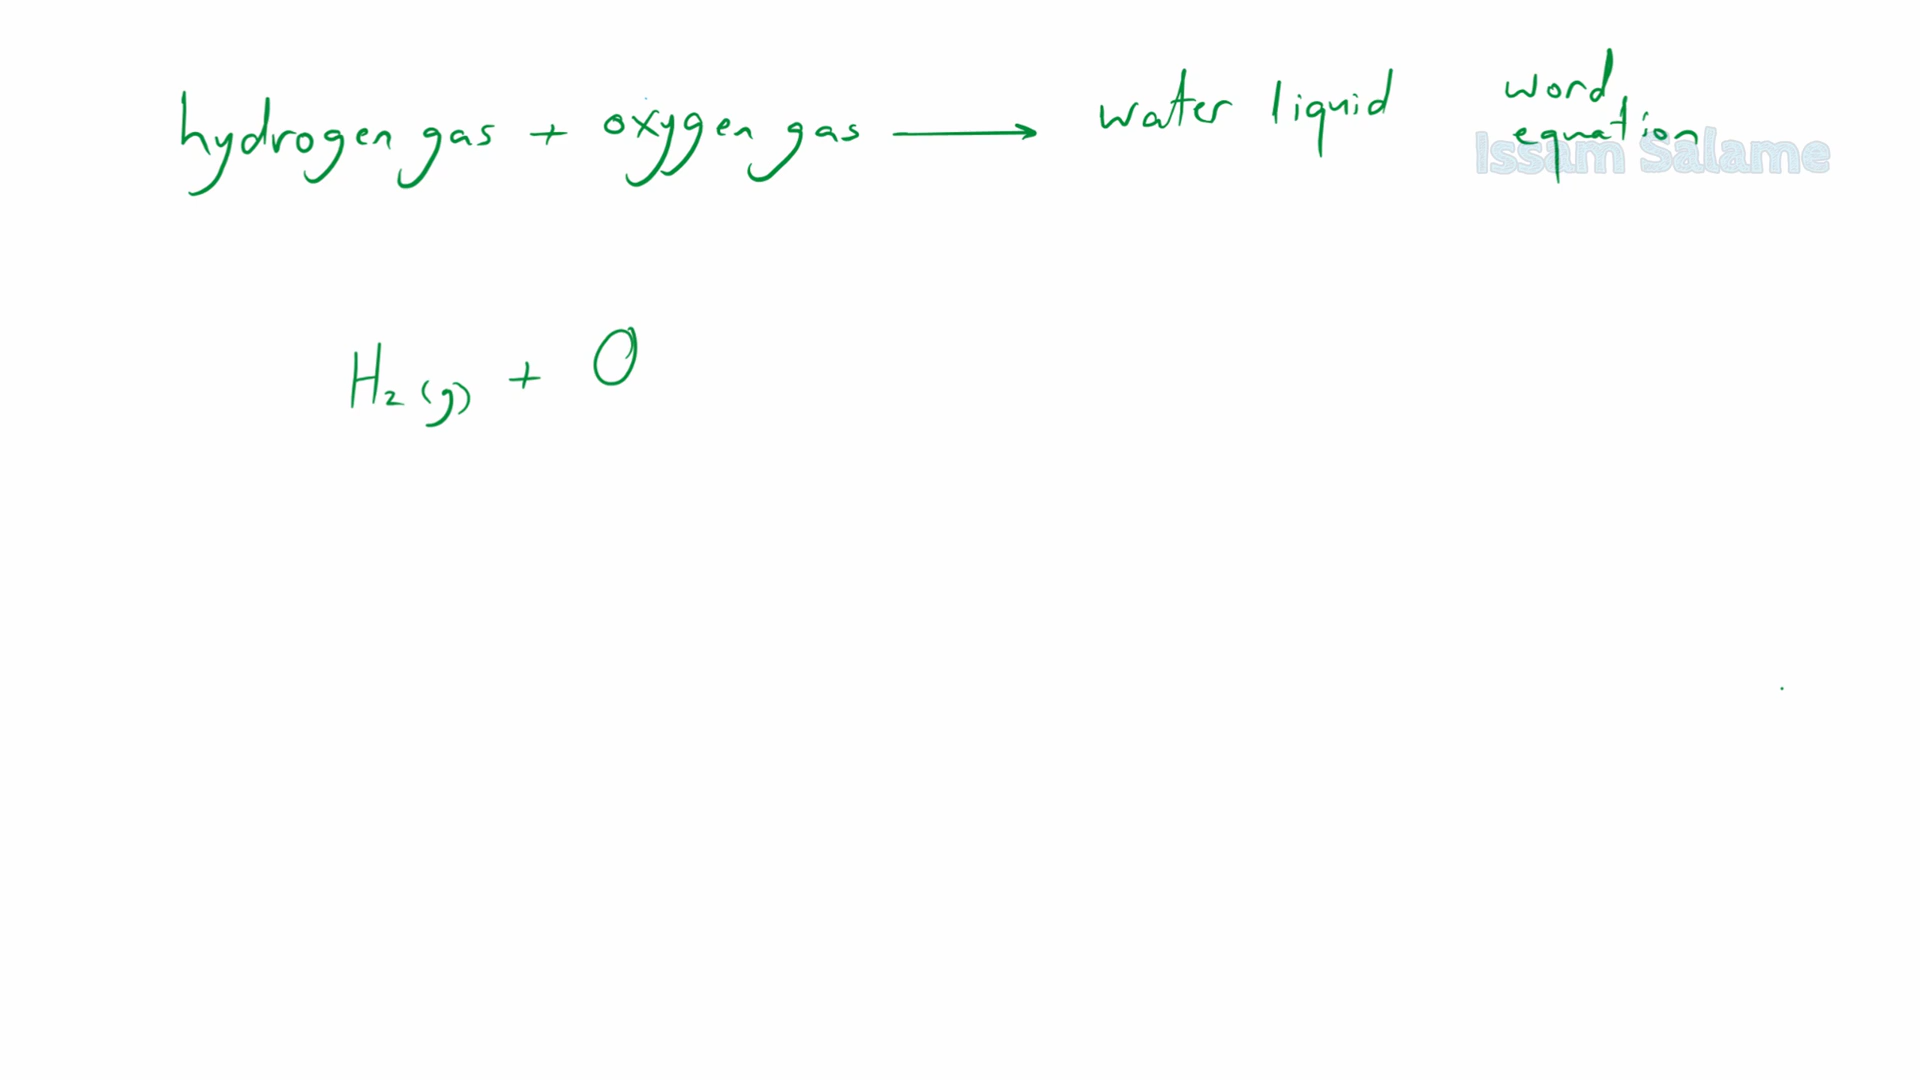 hydrogen gas + oxygen gas ⟶ water liquid word
equation
Issam Salame
H₂ (g) + O